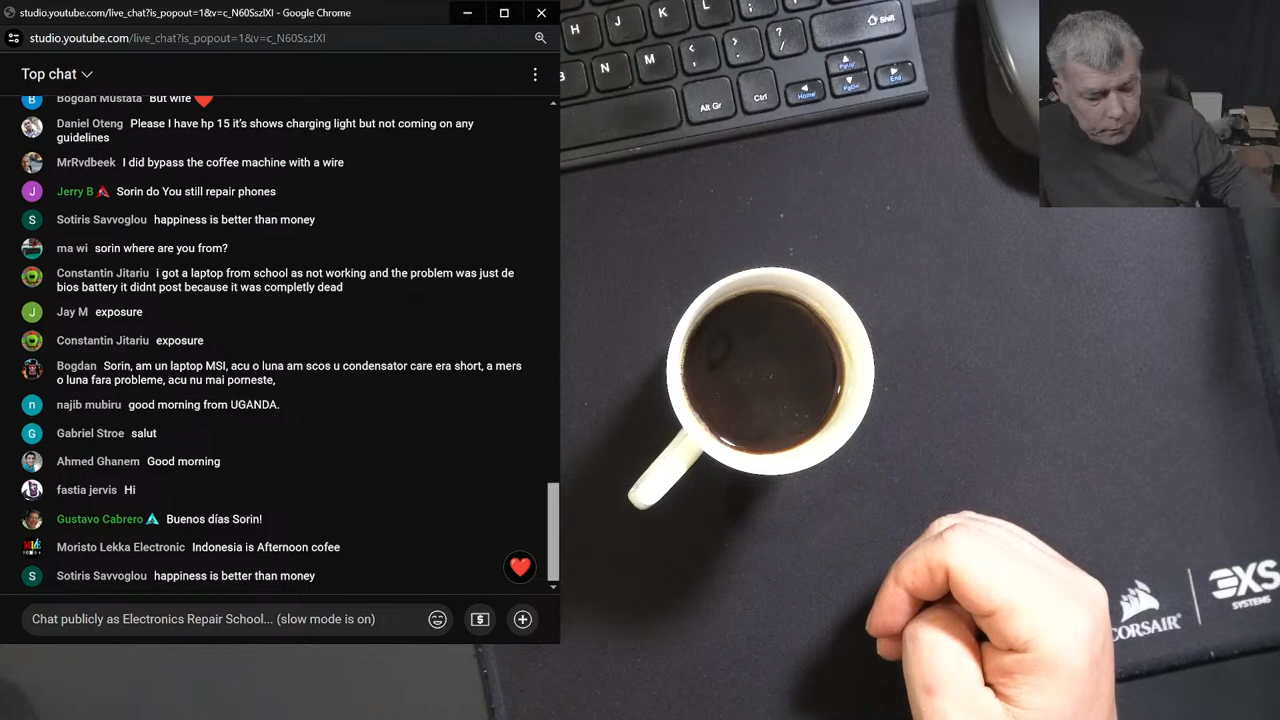 studio.youtube.com/live_chat?is_popout=1&v=c_N60SszlXI - Google Chrome
studio.youtube.com/live_chat?is_popout=1&v=c_N60SszlXI
Top chat
B Bogdan Mustata But wife
Daniel Oteng Please I have hp 15 it's shows charging light but not coming on any
guidelines
MrRvdbeek I did bypass the coffee machine with a wire
J Jerry B Sorin do You still repair phones
S Sotiris Savvoglou happiness is better than money
ma wi sorin where are you from?
Constantin Jitariu i got a laptop from school as not working and the problem was just de
bios battery it didnt post because it was completly dead
J Jay M exposure
Constantin Jitariu exposure
Bogdan Sorin, am un laptop MSI, acu o luna am scos u condensator care era short, a mers
o luna fara probleme, acu nu mai porneste,
n najib mubiru good morning from UGANDA.
G Gabriel Stroe salut
Ahmed Ghanem Good morning
fastia jervis Hi
Gustavo Cabrero Buenos días Sorin!
Moristo Lekka Electronic Indonesia is Afternoon cofee
S Sotiris Savvoglou happiness is better than money
Chat publicly as Electronics Repair School... (slow mode is on)
H J K L : ; " '
B N M < , > . ? / Shift
Alt Gr Ctrl Home PgUp PgDn End
CORSAIR
3XS
SYSTEMS